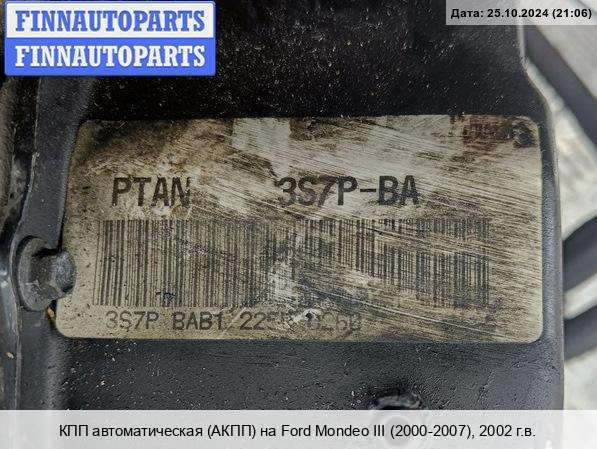 FINNAUTOPARTS
FINNAUTOPARTS
Дата: 25.10.2024 (21:06)
PTAN 3S7P-BA
3S7P BAB1
КПП автоматическая (АКПП) на Ford Mondeo III (2000-2007), 2002 г.в.